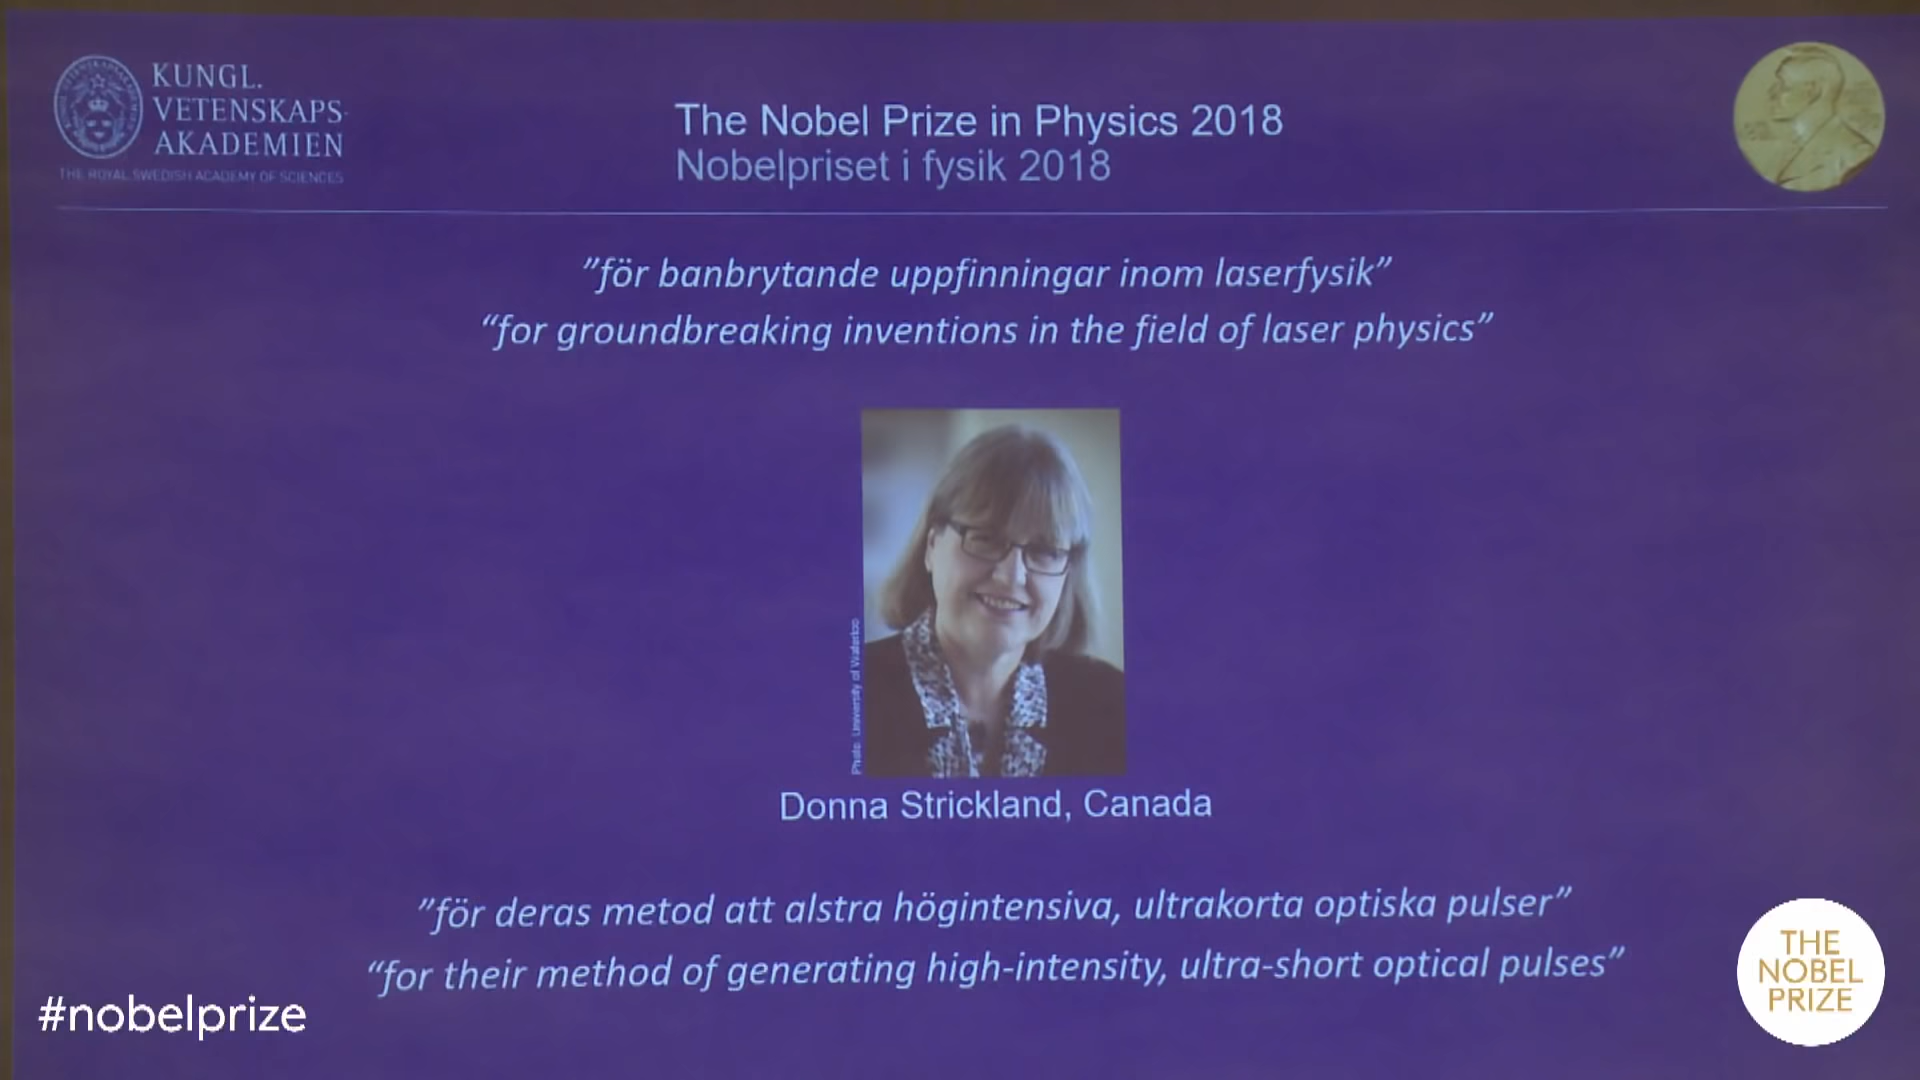 KUNGL.
VETENSKAPS-
AKADEMIEN
THE ROYAL SWEDISH ACADEMY OF SCIENCES
The Nobel Prize in Physics 2018
Nobelpriset i fysik 2018
”för banbrytande uppfinningar inom laserfysik”
“for groundbreaking inventions in the field of laser physics”
Photo: University of Waterloo
Donna Strickland, Canada
”för deras metod att alstra högintensiva, ultrakorta optiska pulser”
“for their method of generating high-intensity, ultra-short optical pulses”
#nobelprize
THE
NOBEL
PRIZE